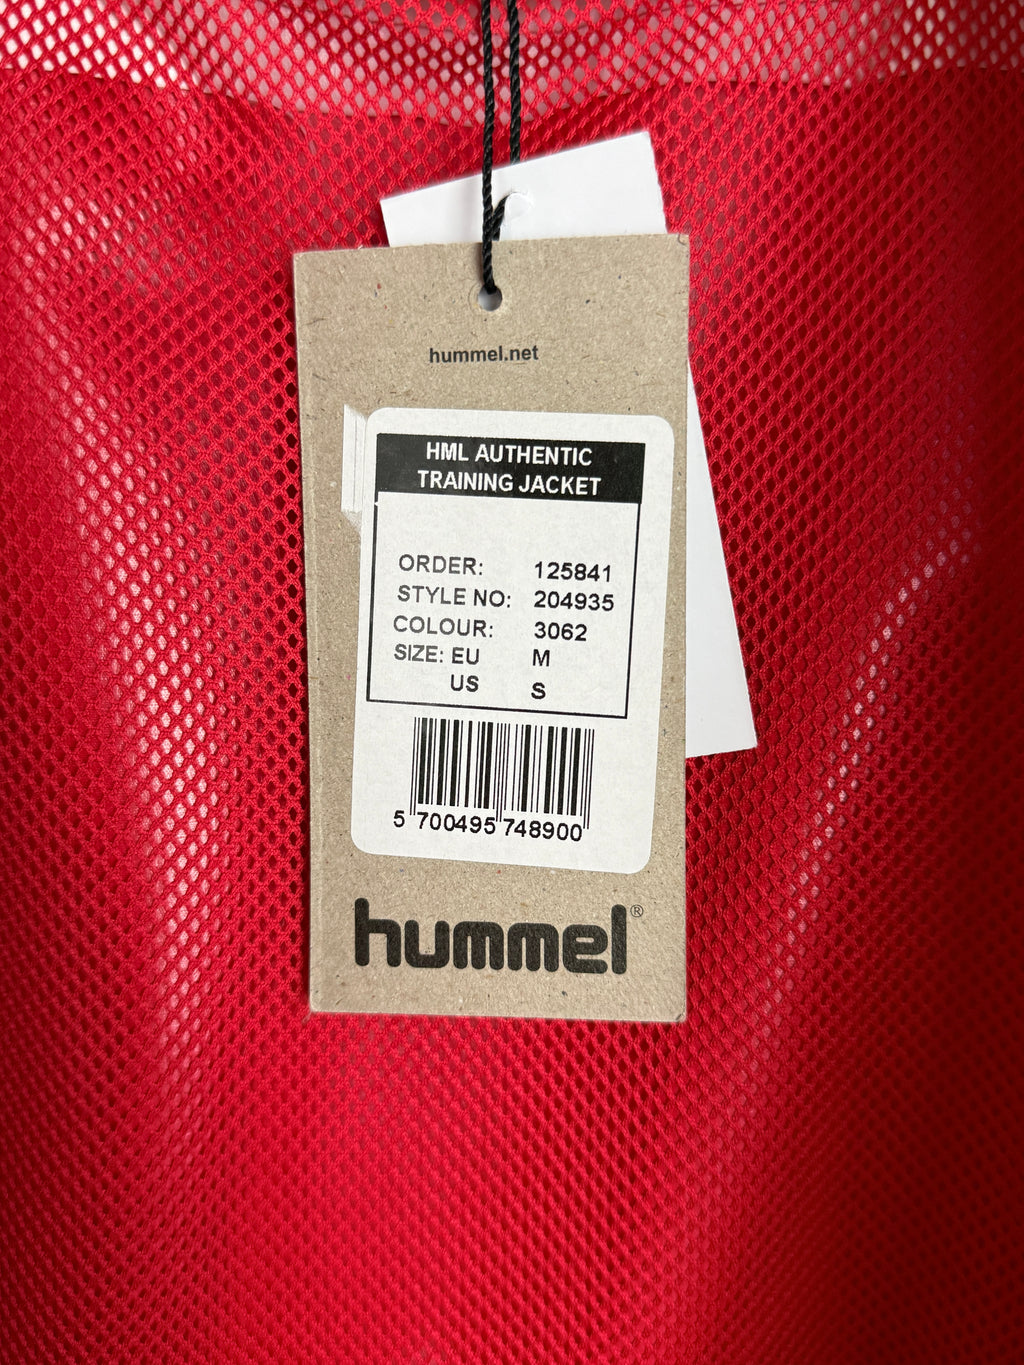 hummel.net
HML AUTHENTIC
TRAINING JACKET
ORDER: 125841
STYLE NO: 204935
COLOUR: 3062
SIZE: EU M
US S
5 700495 748900
hummel®